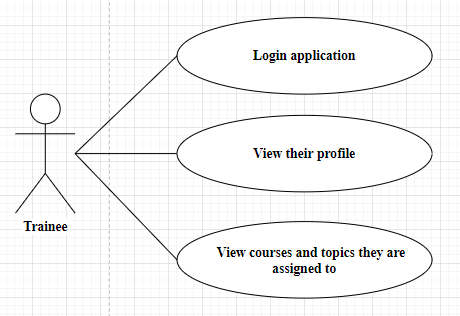 Login application
View their profile
Trainee
View courses and topics they are
assigned to